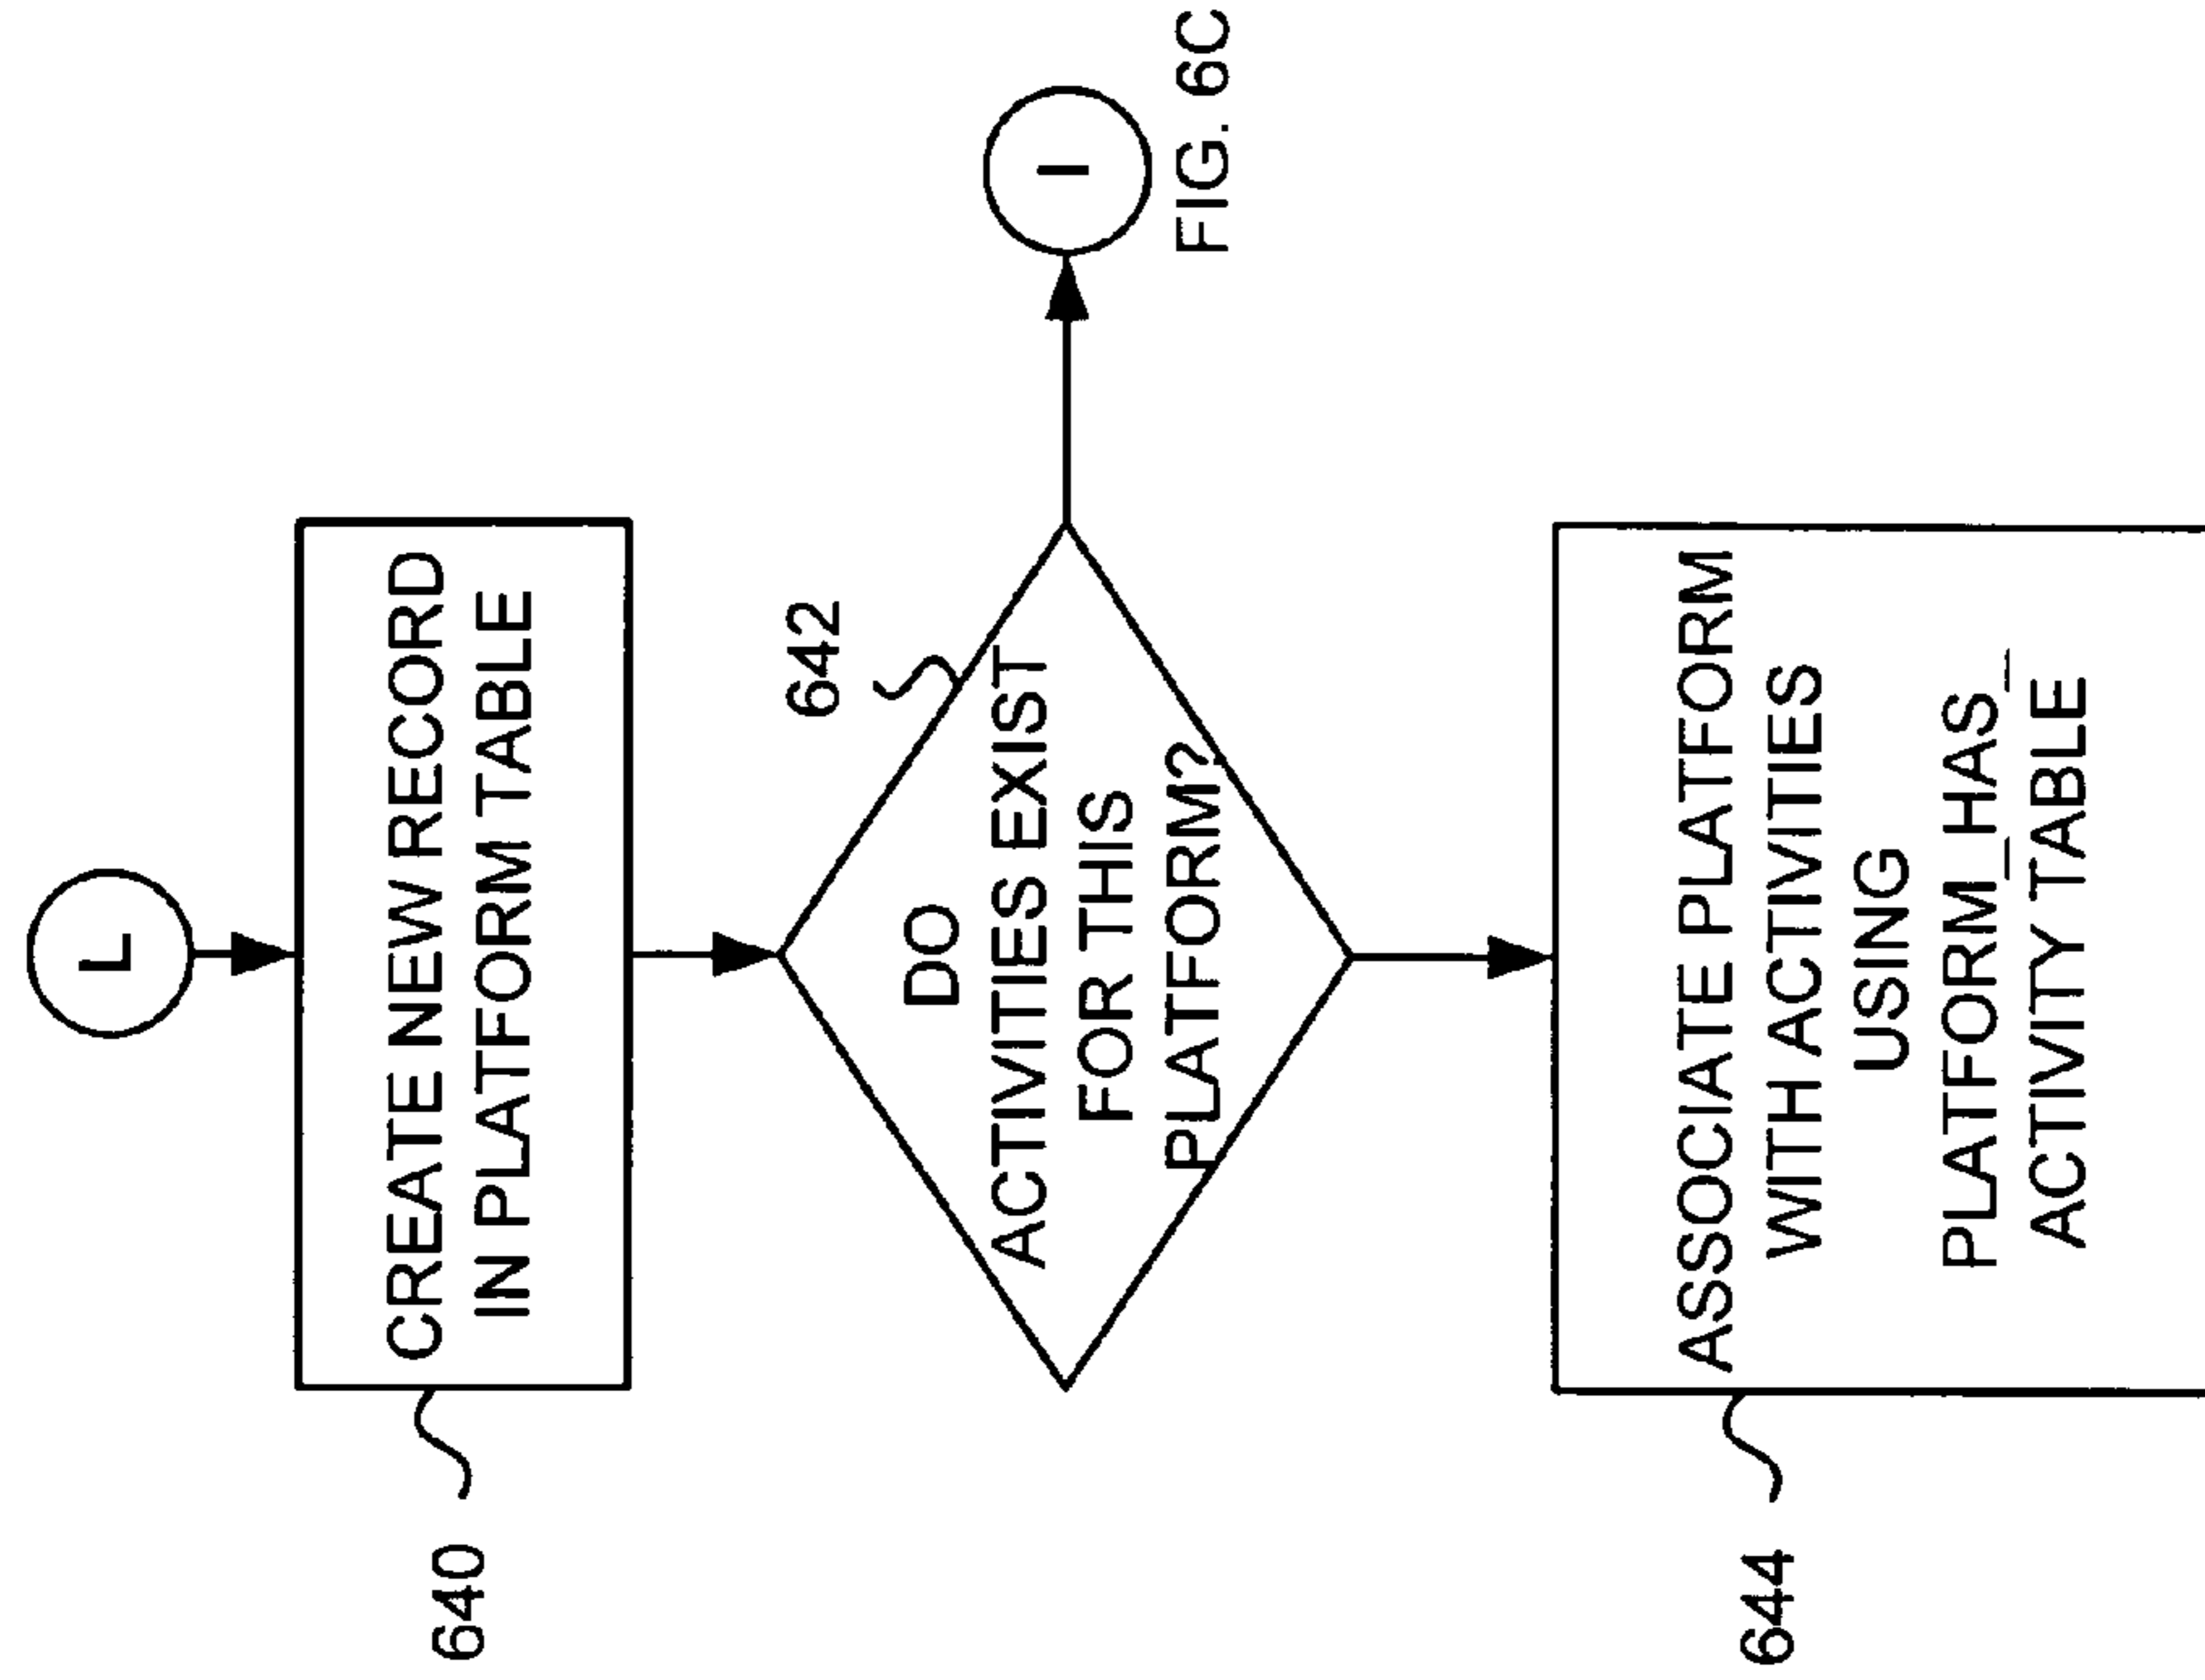 L
CREATE NEW RECORD
IN PLATFORM TABLE
640
642
DO
ACTIVITIES EXIST
FOR THIS
PLATFORM?
I
FIG. 6C
ASSOCIATE PLATFORM
WITH ACTIVITIES
USING
PLATFORM_HAS_
ACTIVITY TABLE
644